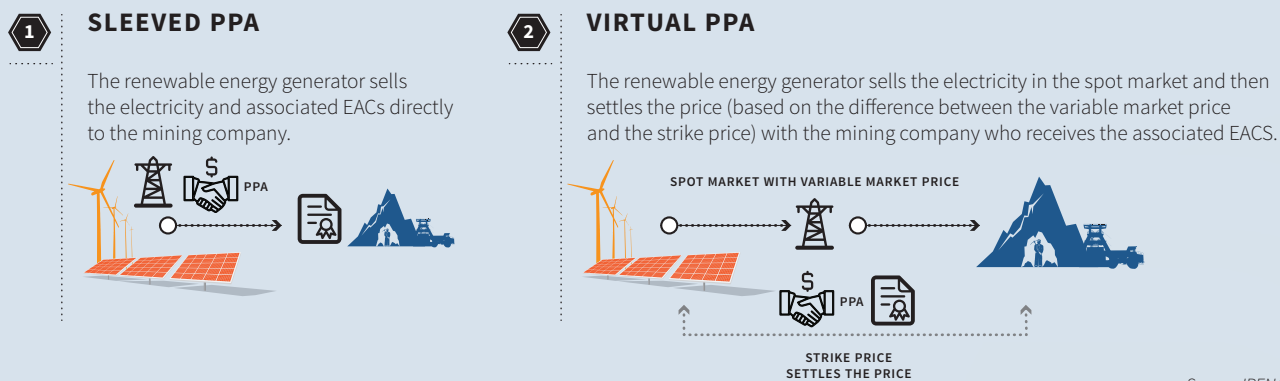 1
SLEEVED PPA
The renewable energy generator sells
the electricity and associated EACs directly
to the mining company.
$
PPA
2
VIRTUAL PPA
The renewable energy generator sells the electricity in the spot market and then
settles the price (based on the difference between the variable market price
and the strike price) with the mining company who receives the associated EACS.
SPOT MARKET WITH VARIABLE MARKET PRICE
$
PPA
STRIKE PRICE
SETTLES THE PRICE